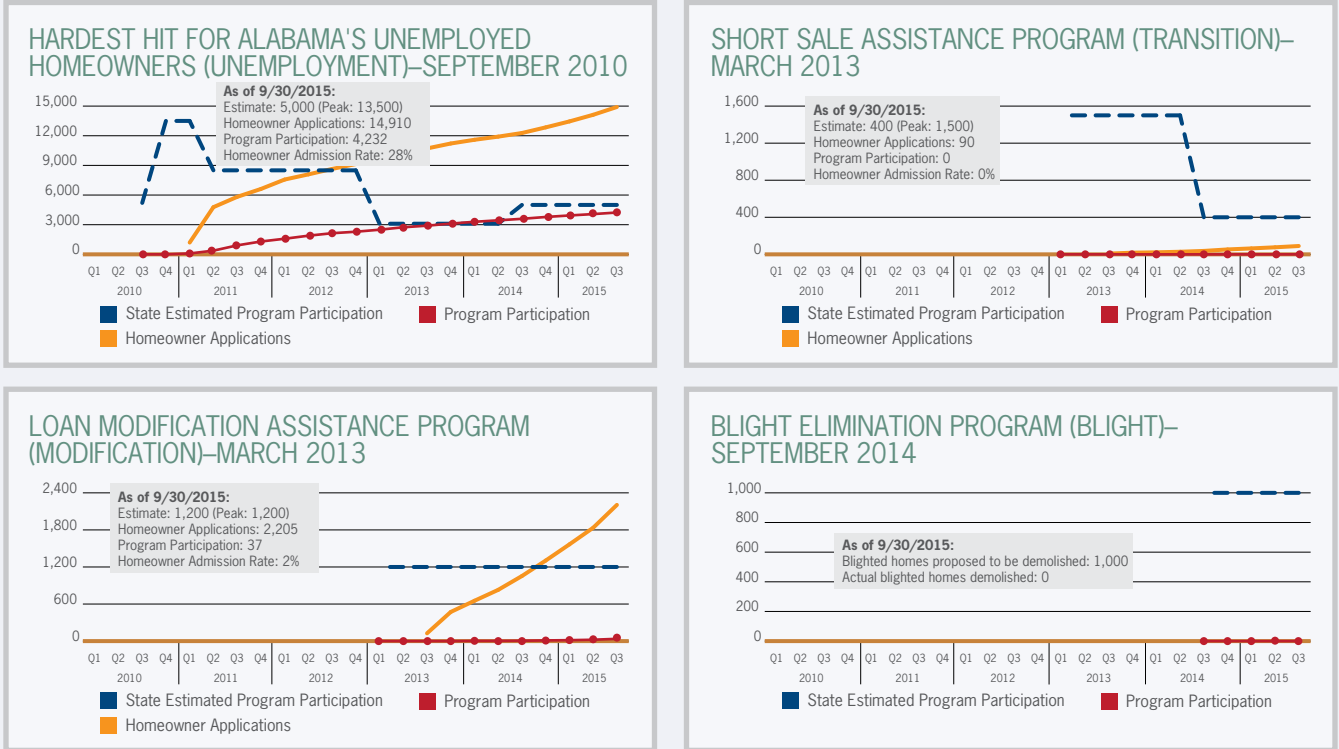 HARDEST HIT FOR ALABAMA'S UNEMPLOYED
HOMEOWNERS (UNEMPLOYMENT)–SEPTEMBER 2010
As of 9/30/2015:
Estimate: 5,000 (Peak: 13,500)
Homeowner Applications: 14,910
Program Participation: 4,232
Homeowner Admission Rate: 28%
15,000
12,000
9,000
6,000
3,000
0
Q1 Q2 Q3 Q4 Q1 Q2 Q3 Q4 Q1 Q2 Q3 Q4 Q1 Q2 Q3 Q4 Q1 Q2 Q3 Q4 Q1 Q2 Q3
2010 2011 2012 2013 2014 2015
State Estimated Program Participation Program Participation
Homeowner Applications
SHORT SALE ASSISTANCE PROGRAM (TRANSITION)–
MARCH 2013
As of 9/30/2015:
Estimate: 400 (Peak: 1,500)
Homeowner Applications: 90
Program Participation: 0
Homeowner Admission Rate: 0%
1,600
1,200
800
400
0
Q1 Q2 Q3 Q4 Q1 Q2 Q3 Q4 Q1 Q2 Q3 Q4 Q1 Q2 Q3 Q4 Q1 Q2 Q3 Q4 Q1 Q2 Q3
2010 2011 2012 2013 2014 2015
State Estimated Program Participation Program Participation
Homeowner Applications
LOAN MODIFICATION ASSISTANCE PROGRAM
(MODIFICATION)–MARCH 2013
As of 9/30/2015:
Estimate: 1,200 (Peak: 1,200)
Homeowner Applications: 2,205
Program Participation: 37
Homeowner Admission Rate: 2%
2,400
1,800
1,200
600
0
Q1 Q2 Q3 Q4 Q1 Q2 Q3 Q4 Q1 Q2 Q3 Q4 Q1 Q2 Q3 Q4 Q1 Q2 Q3 Q4 Q1 Q2 Q3
2010 2011 2012 2013 2014 2015
State Estimated Program Participation Program Participation
Homeowner Applications
BLIGHT ELIMINATION PROGRAM (BLIGHT)–
SEPTEMBER 2014
As of 9/30/2015:
Blighted homes proposed to be demolished: 1,000
Actual blighted homes demolished: 0
1,000
800
600
400
200
0
Q1 Q2 Q3 Q4 Q1 Q2 Q3 Q4 Q1 Q2 Q3 Q4 Q1 Q2 Q3 Q4 Q1 Q2 Q3 Q4 Q1 Q2 Q3
2010 2011 2012 2013 2014 2015
State Estimated Program Participation Program Participation